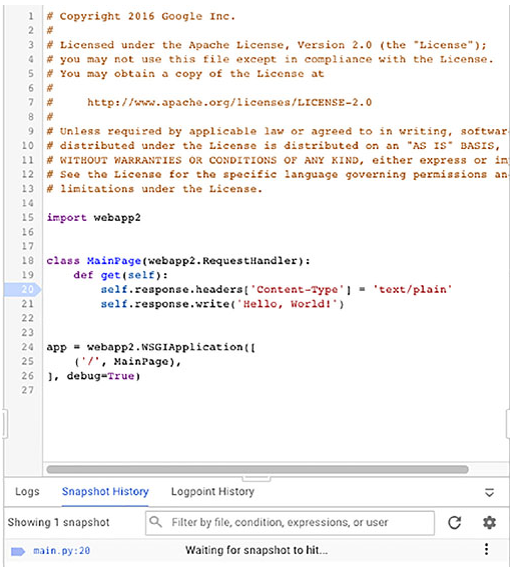 1 # Copyright 2016 Google Inc.
2 #
3 # Licensed under the Apache License, Version 2.0 (the "License");
4 # you may not use this file except in compliance with the License.
5 # You may obtain a copy of the License at
6 #
7 #     http://www.apache.org/licenses/LICENSE-2.0
8 #
9 # Unless required by applicable law or agreed to in writing, softwar
10 # distributed under the License is distributed on an "AS IS" BASIS,
11 # WITHOUT WARRANTIES OR CONDITIONS OF ANY KIND, either express or im
12 # See the License for the specific language governing permissions an
13 # limitations under the License.
14
15 import webapp2
16
17
18 class MainPage(webapp2.RequestHandler):
19     def get(self):
20         self.response.headers['Content-Type'] = 'text/plain'
21         self.response.write('Hello, World!')
22
23
24 app = webapp2.WSGIApplication([
25     ('/', MainPage),
26 ], debug=True)
27
Logs Snapshot History Logpoint History
Showing 1 snapshot Filter by file, condition, expressions, or user
main.py:20 Waiting for snapshot to hit...